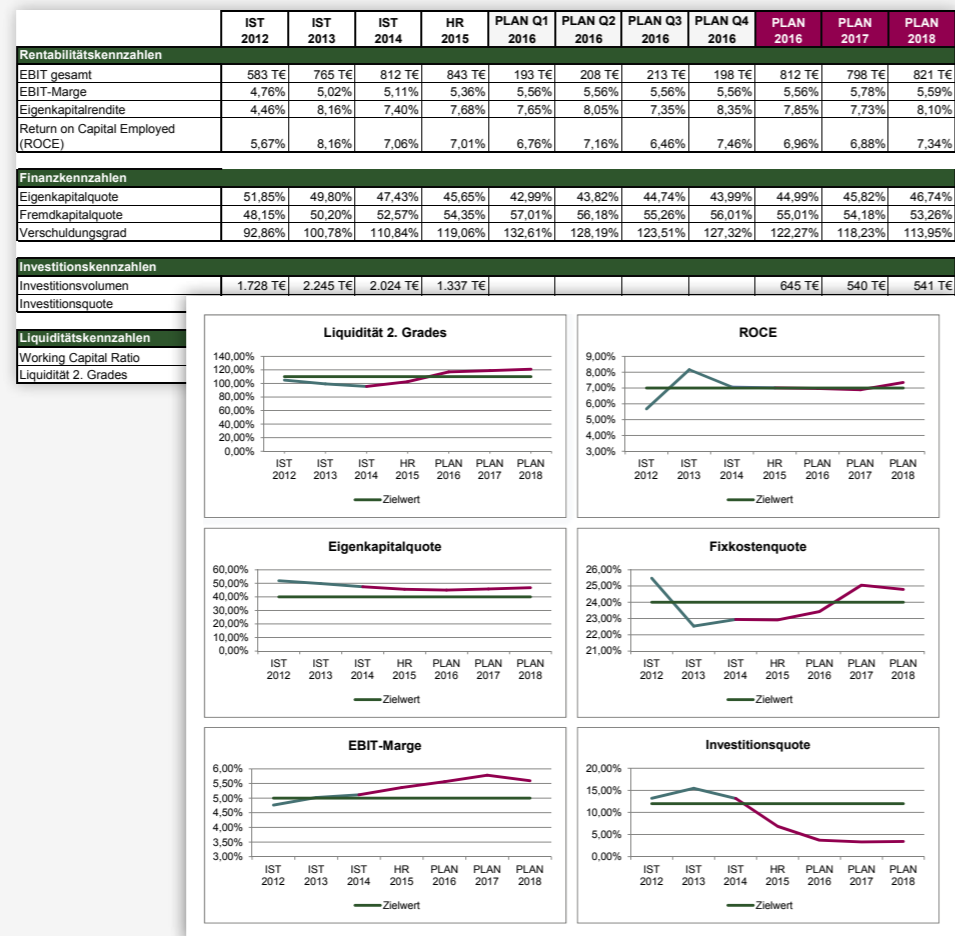 IST IST IST HR PLAN Q1 PLAN Q2 PLAN Q3 PLAN Q4 PLAN PLAN PLAN
2012 2013 2014 2015 2016 2016 2016 2016 2016 2017 2018
Rentabilitätskennzahlen
EBIT gesamt 583 T€ 765 T€ 812 T€ 843 T€ 193 T€ 208 T€ 213 T€ 198 T€ 812 T€ 798 T€ 821 T€
EBIT-Marge 4,76% 5,02% 5,11% 5,36% 5,56% 5,56% 5,56% 5,56% 5,56% 5,78% 5,59%
Eigenkapitalrendite 4,46% 8,16% 7,40% 7,68% 7,65% 8,05% 7,35% 8,35% 7,85% 7,73% 8,10%
Return on Capital Employed
(ROCE) 5,67% 8,16% 7,06% 7,01% 6,76% 7,16% 6,46% 7,46% 6,96% 6,88% 7,34%
Finanzkennzahlen
Eigenkapitalquote 51,85% 49,80% 47,43% 45,65% 42,99% 43,82% 44,74% 43,99% 44,99% 45,82% 46,74%
Fremdkapitalquote 48,15% 50,20% 52,57% 54,35% 57,01% 56,18% 55,26% 56,01% 55,01% 54,18% 53,26%
Verschuldungsgrad 92,86% 100,78% 110,84% 119,06% 132,61% 128,19% 123,51% 127,32% 122,27% 118,23% 113,95%
Investitionskennzahlen
Investitionsvolumen 1.728 T€ 2.245 T€ 2.024 T€ 1.337 T€ 645 T€ 540 T€ 541 T€
Investitionsquote
Liquiditätskennzahlen
Working Capital Ratio
Liquidität 2. Grades
Liquidität 2. Grades
140,00%
120,00%
100,00%
80,00%
60,00%
40,00%
20,00%
0,00%
IST IST IST HR PLAN PLAN PLAN
2012 2013 2014 2015 2016 2017 2018
Zielwert
ROCE
9,00%
8,00%
7,00%
6,00%
5,00%
4,00%
3,00%
IST IST IST HR PLAN PLAN PLAN
2012 2013 2014 2015 2016 2017 2018
Zielwert
Eigenkapitalquote
60,00%
50,00%
40,00%
30,00%
20,00%
10,00%
0,00%
IST IST IST HR PLAN PLAN PLAN
2012 2013 2014 2015 2016 2017 2018
Zielwert
Fixkostenquote
26,00%
25,00%
24,00%
23,00%
22,00%
21,00%
IST IST IST HR PLAN PLAN PLAN
2012 2013 2014 2015 2016 2017 2018
Zielwert
EBIT-Marge
6,00%
5,50%
5,00%
4,50%
4,00%
3,50%
3,00%
IST IST IST HR PLAN PLAN PLAN
2012 2013 2014 2015 2016 2017 2018
Zielwert
Investitionsquote
20,00%
15,00%
10,00%
5,00%
0,00%
IST IST IST HR PLAN PLAN PLAN
2012 2013 2014 2015 2016 2017 2018
Zielwert